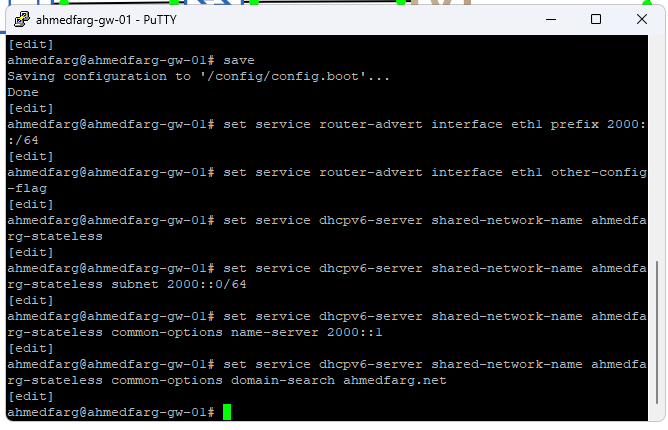 ahmedfarg-gw-01 - PuTTY
[edit]
ahmedfarg@ahmedfarg-gw-01# save
Saving configuration to '/config/config.boot'...
Done
[edit]
ahmedfarg@ahmedfarg-gw-01# set service router-advert interface eth1 prefix 2000:
:/64
[edit]
ahmedfarg@ahmedfarg-gw-01# set service router-advert interface eth1 other-config
-flag
[edit]
ahmedfarg@ahmedfarg-gw-01# set service dhcpv6-server shared-network-name ahmedfa
rg-stateless
[edit]
ahmedfarg@ahmedfarg-gw-01# set service dhcpv6-server shared-network-name ahmedfa
rg-stateless subnet 2000::0/64
[edit]
ahmedfarg@ahmedfarg-gw-01# set service dhcpv6-server shared-network-name ahmedfa
rg-stateless common-options name-server 2000::1
[edit]
ahmedfarg@ahmedfarg-gw-01# set service dhcpv6-server shared-network-name ahmedfa
rg-stateless common-options domain-search ahmedfarg.net
[edit]
ahmedfarg@ahmedfarg-gw-01#